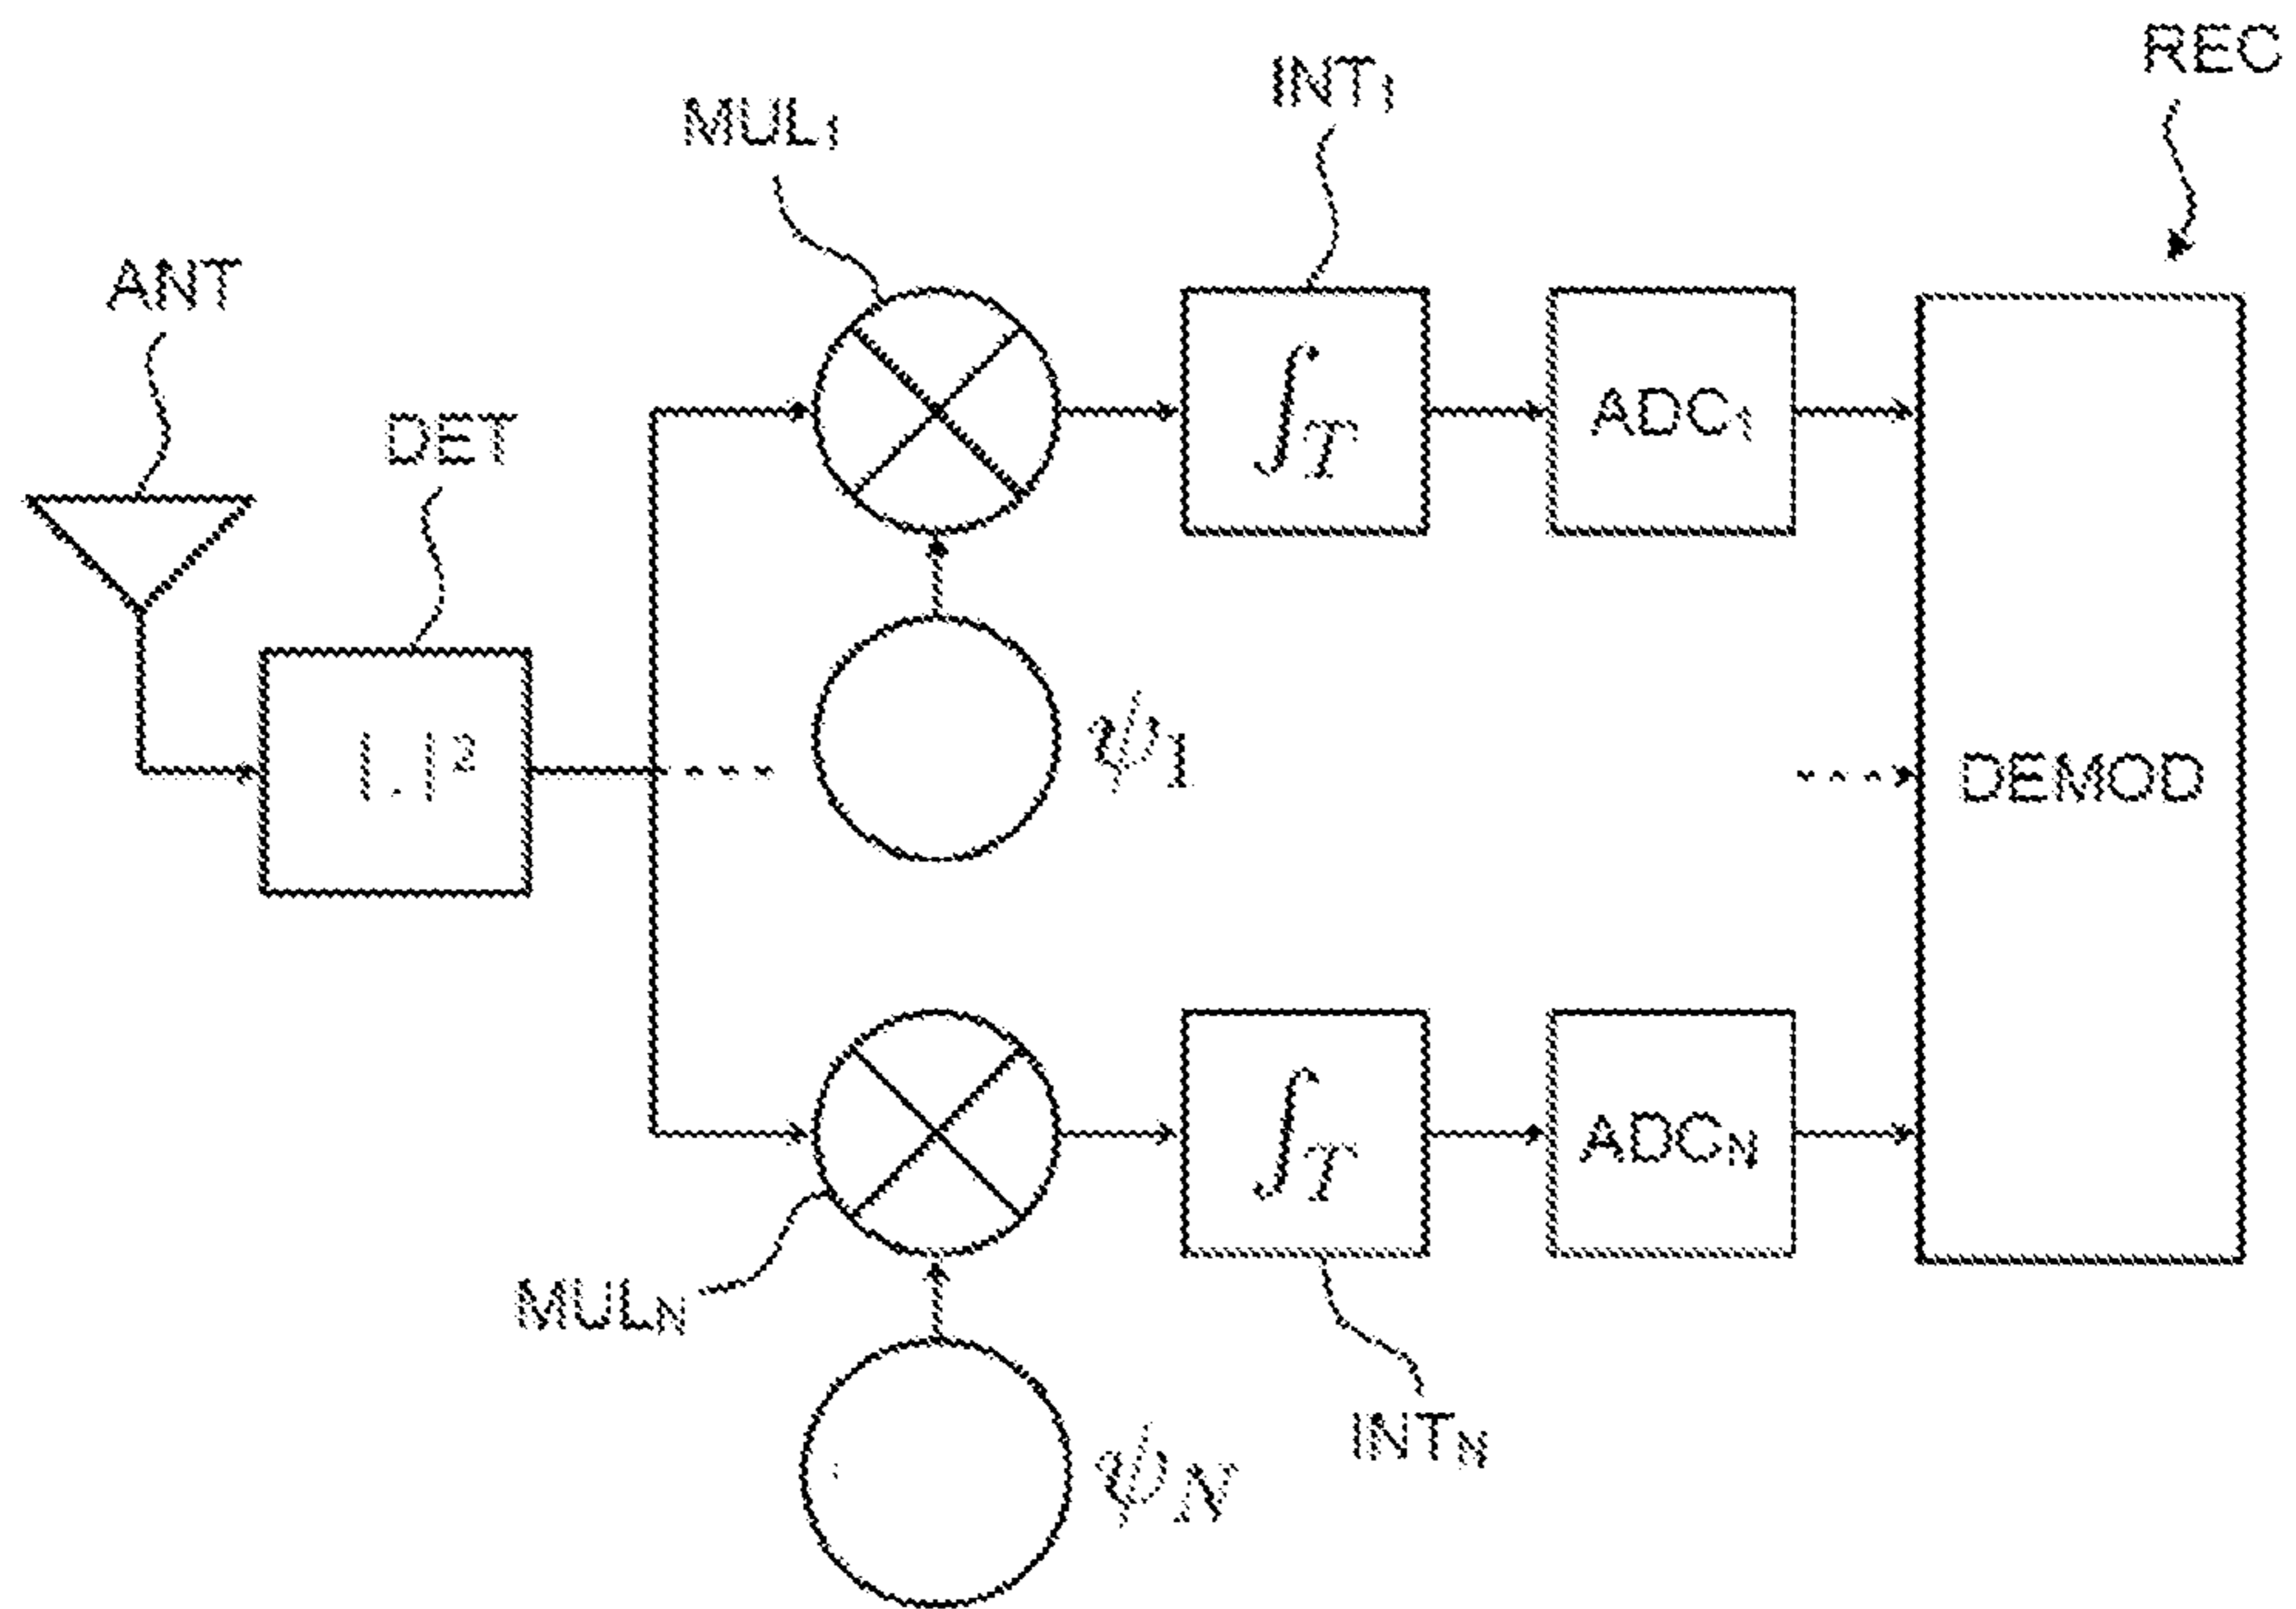 REC
INT₁
MUL₁
ANT
DET
∫T
ADC₁
|.|²
ψ1
DEMOD
∫T
ADCN
MULN
INTN
ψN